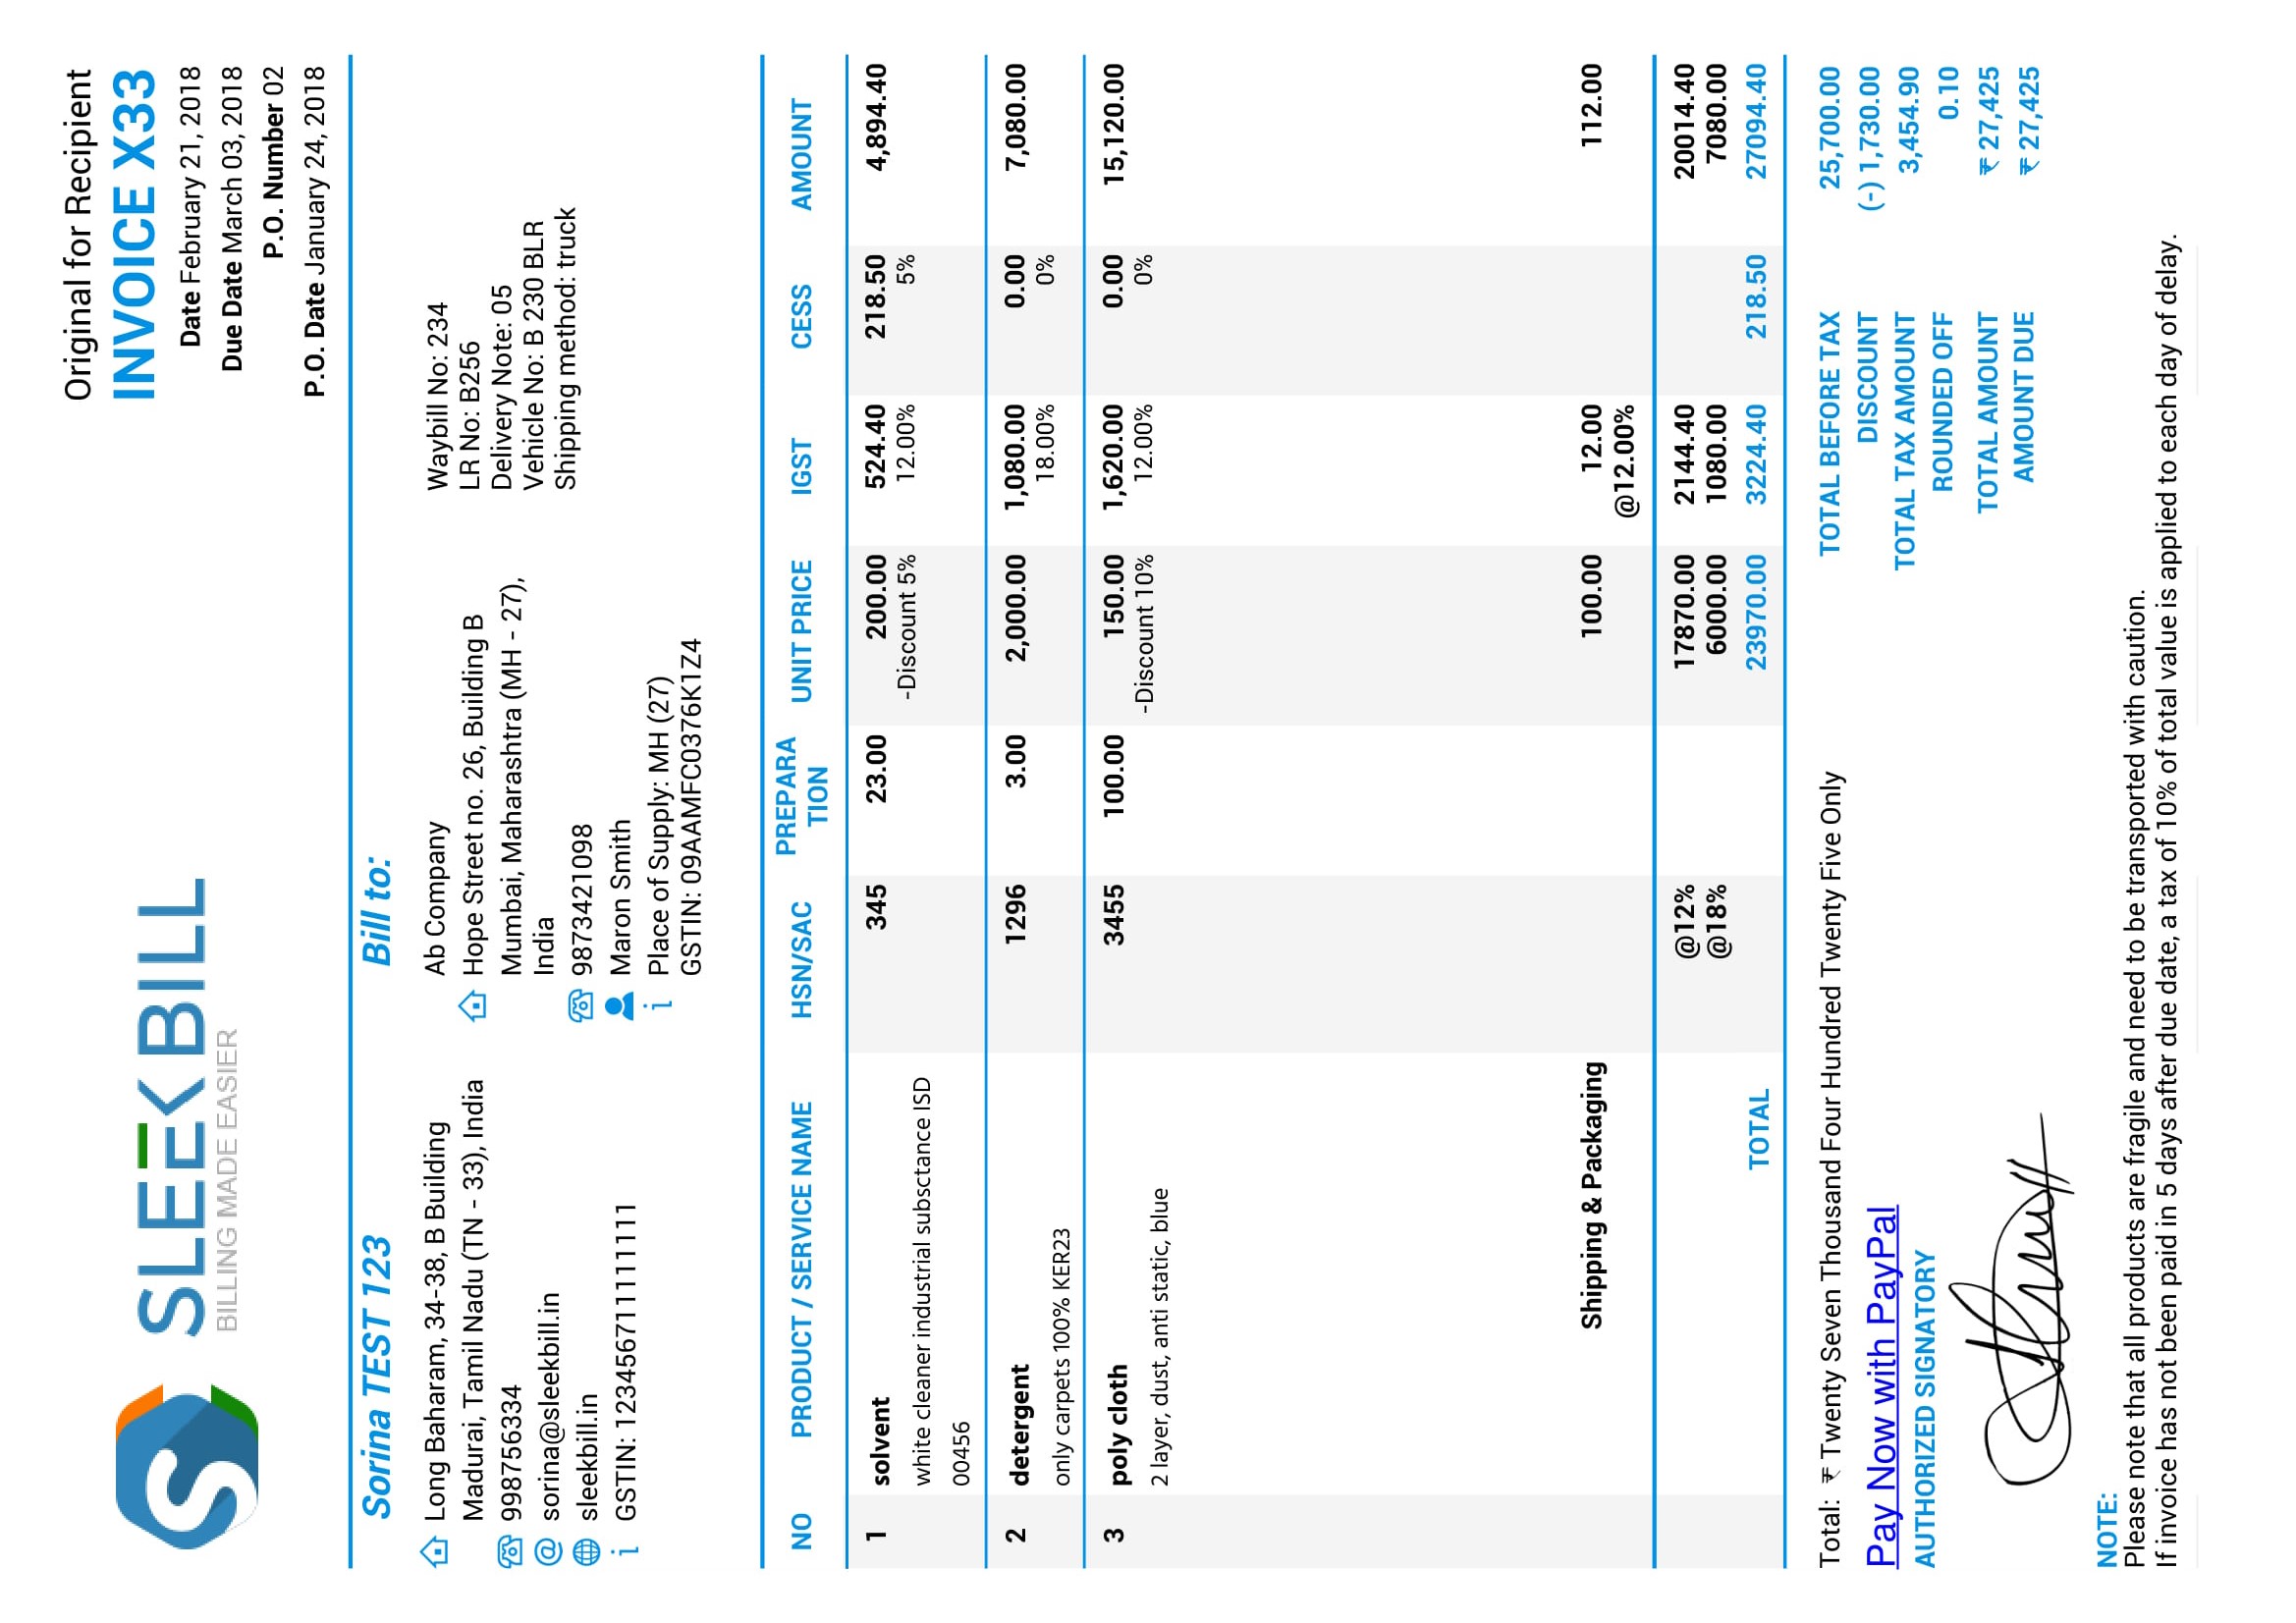 SLEEK BILL
BILLING MADE EASIER
Original for Recipient
INVOICE X33
Date February 21, 2018
Due Date March 03, 2018
P.O. Number 02
P.O. Date January 24, 2018
Sorina TEST 123
Long Baharam, 34-38, B Building
Madurai, Tamil Nadu (TN - 33), India
998756334
sorina@sleekbill.in
sleekbill.in
GSTIN: 123456711111111
Bill to:
Ab Company
Hope Street no. 26, Building B
Mumbai, Maharashtra (MH - 27),
India
9873421098
Maron Smith
Place of Supply: MH (27)
GSTIN: 09AAMFC0376K1Z4
Waybill No: 234
LR No: B256
Delivery Note: 05
Vehicle No: B 230 BLR
Shipping method: truck
NO PRODUCT / SERVICE NAME HSN/SAC PREPARA UNIT PRICE IGST CESS AMOUNT
TION
1 solvent 345 23.00 200.00 524.40 218.50 4,894.40
white cleaner industrial subsctance ISD -Discount 5% 12.00% 5%
00456
2 detergent 1296 3.00 2,000.00 1,080.00 0.00 7,080.00
only carpets 100% KER23 18.00% 0%
3 poly cloth 3455 100.00 150.00 1,620.00 0.00 15,120.00
2 layer, dust, anti static, blue -Discount 10% 12.00% 0%
Shipping & Packaging 100.00 12.00 112.00
@12.00%
@12% 17870.00 2144.40 20014.40
@18% 6000.00 1080.00 7080.00
TOTAL 23970.00 3224.40 218.50 27094.40
Total: ₹ Twenty Seven Thousand Four Hundred Twenty Five Only
Pay Now with PayPal
AUTHORIZED SIGNATORY
TOTAL BEFORE TAX 25,700.00
DISCOUNT (-) 1,730.00
TOTAL TAX AMOUNT 3,454.90
ROUNDED OFF 0.10
TOTAL AMOUNT ₹ 27,425
AMOUNT DUE ₹ 27,425
NOTE:
Please note that all products are fragile and need to be transported with caution.
If invoice has not been paid in 5 days after due date, a tax of 10% of total value is applied to each day of delay.